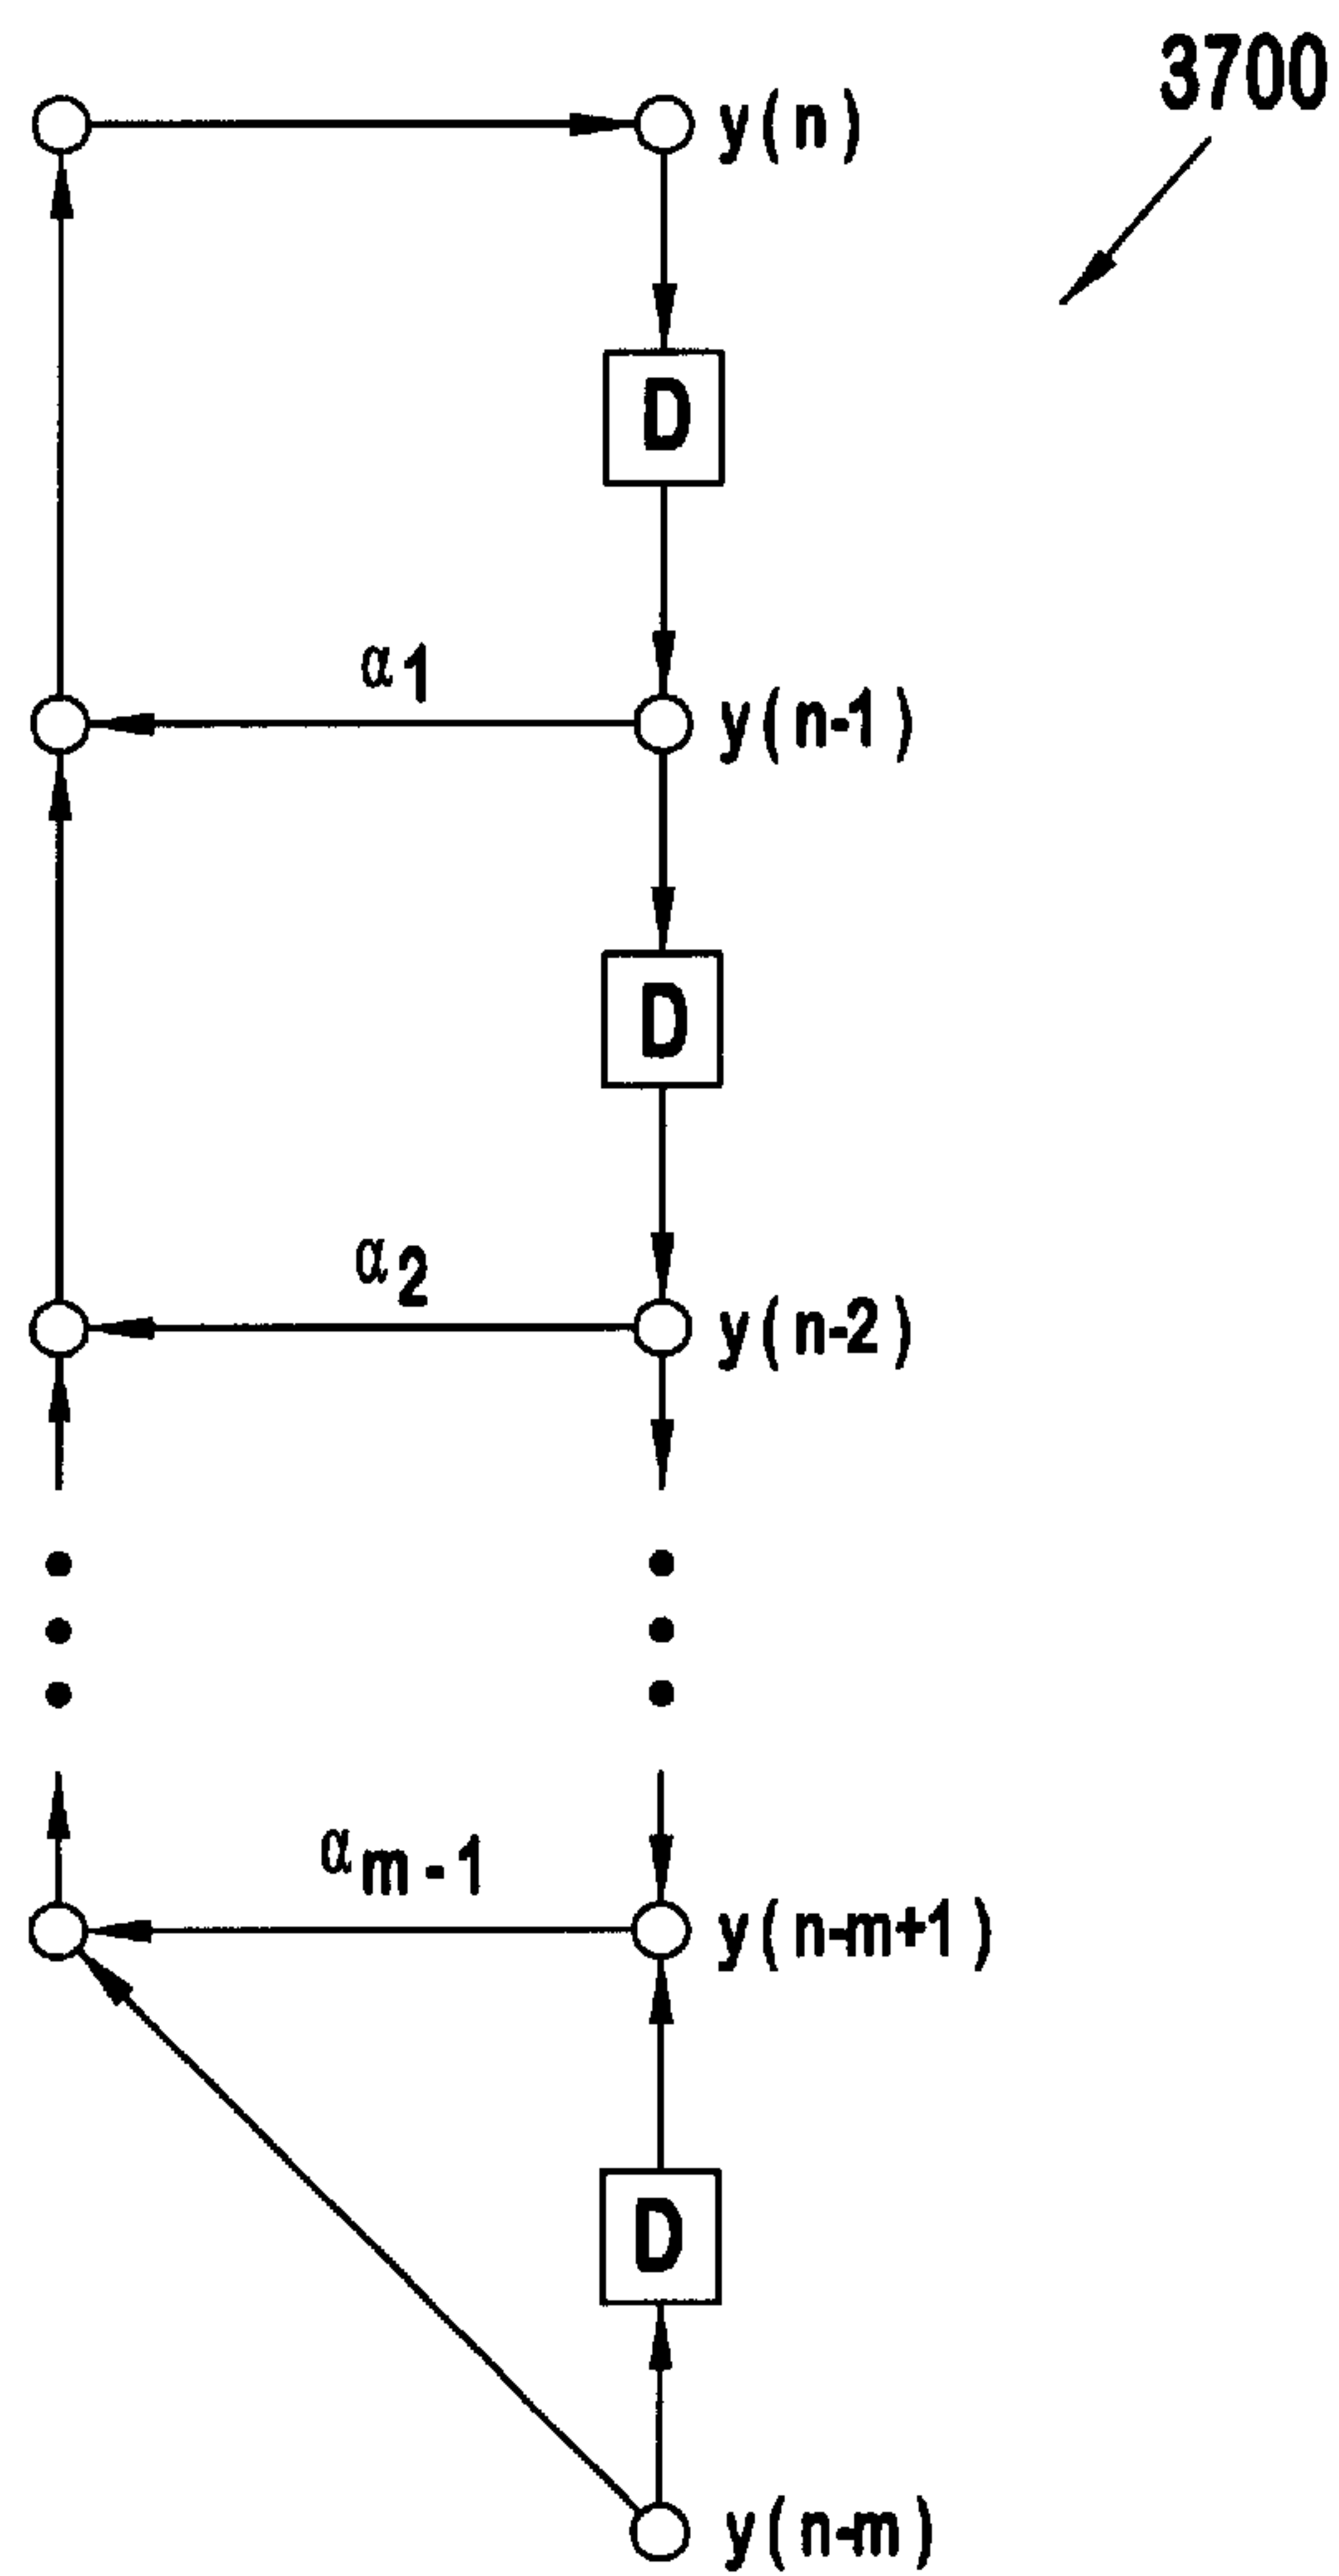 3700
y(n)
D
α1
y(n-1)
D
α2
y(n-2)
αm-1
y(n-m+1)
D
y(n-m)